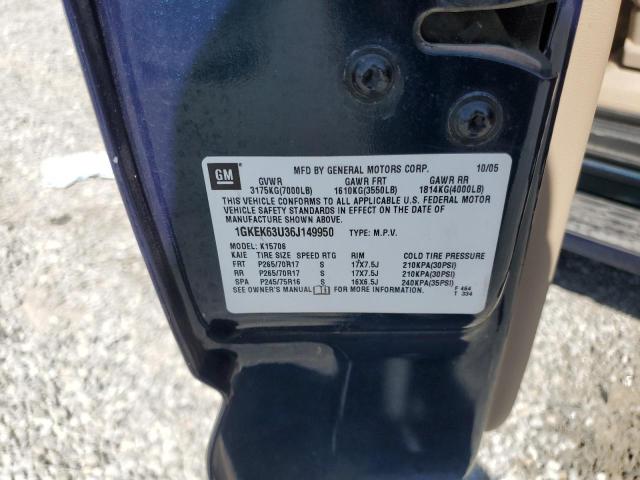 GM
MFD BY GENERAL MOTORS CORP. 10/05
GVWR GAWR FRT GAWR RR
3175KG(7000LB) 1610KG(3550LB) 1814KG(4000LB)
THIS VEHICLE CONFORMS TO ALL APPLICABLE U.S. FEDERAL MOTOR
VEHICLE SAFETY STANDARDS IN EFFECT ON THE DATE OF
MANUFACTURE SHOWN ABOVE.
1GKEK63U36J149950 TYPE: M.P.V.
MODEL: K15706
KAIE TIRE SIZE SPEED RTG RIM COLD TIRE PRESSURE
FRT P265/70R17 S 17X7.5J 210KPA(30PSI)
RR P265/70R17 S 17X7.5J 210KPA(30PSI)
SPA P245/75R16 S 16X6.5J 240KPA(35PSI)
SEE OWNER'S MANUAL FOR MORE INFORMATION. F 464
T 334